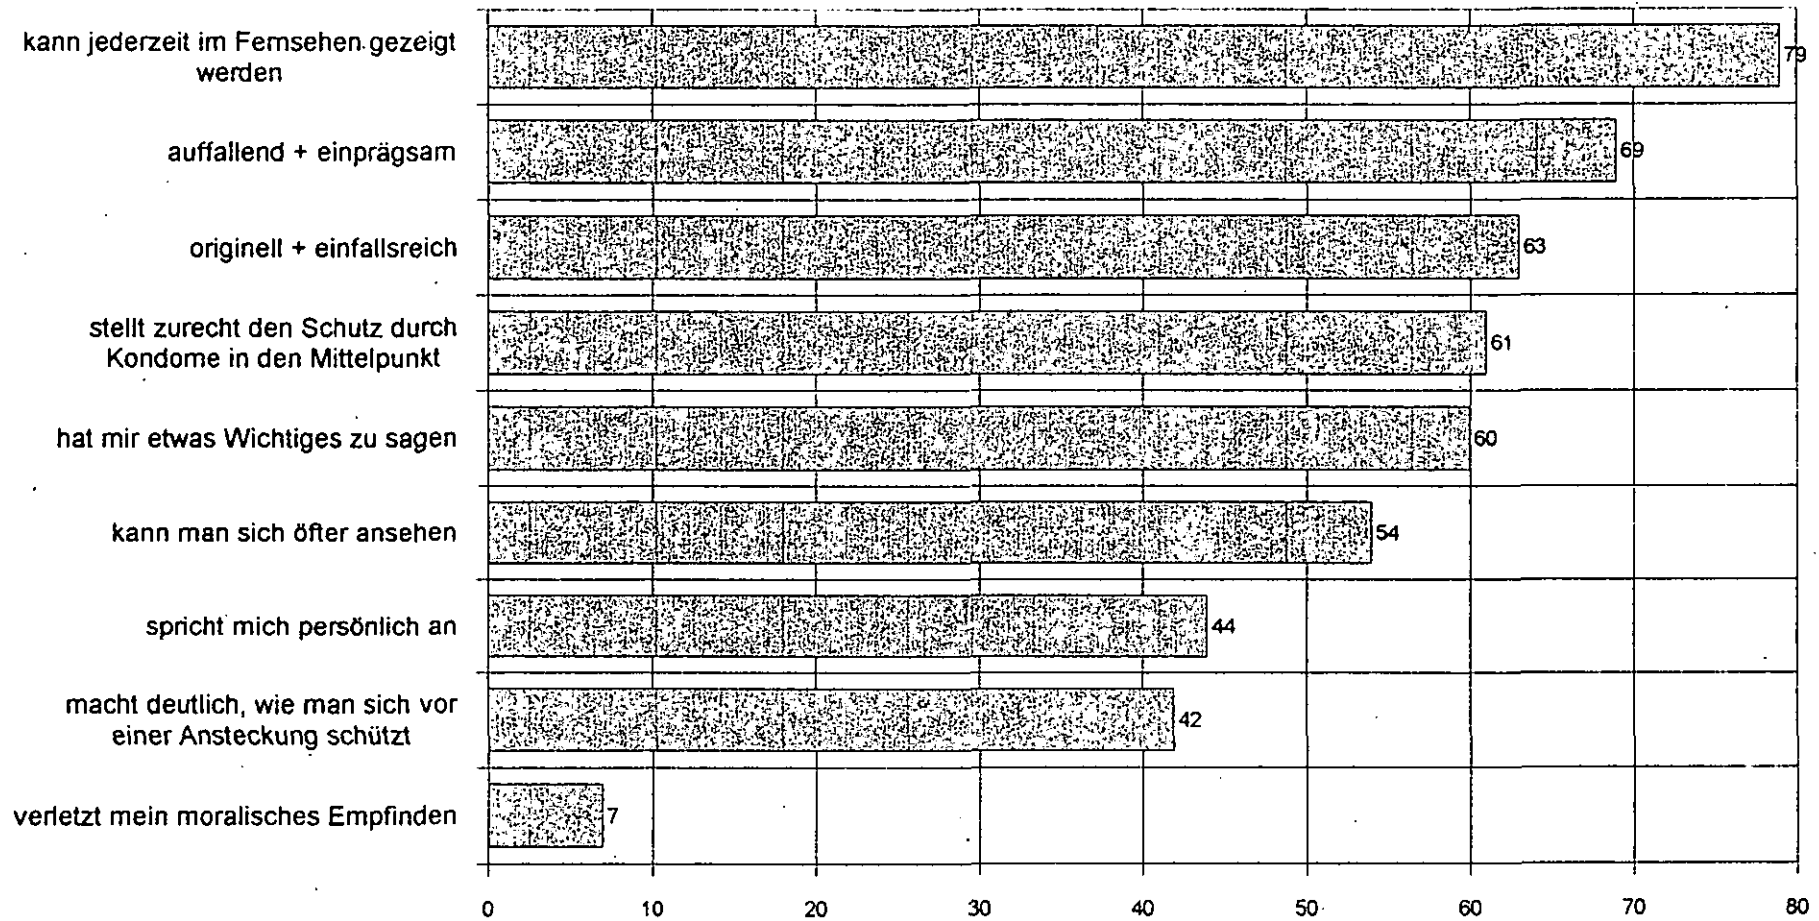 kann jederzeit im Fernsehen gezeigt
werden
79
auffallend + einprägsam
69
originell + einfallsreich
63
stellt zurecht den Schutz durch
Kondome in den Mittelpunkt
61
hat mir etwas Wichtiges zu sagen
60
kann man sich öfter ansehen
54
spricht mich persönlich an
44
macht deutlich, wie man sich vor
einer Ansteckung schützt
42
verletzt mein moralisches Empfinden
7
0 10 20 30 40 50 60 70 80